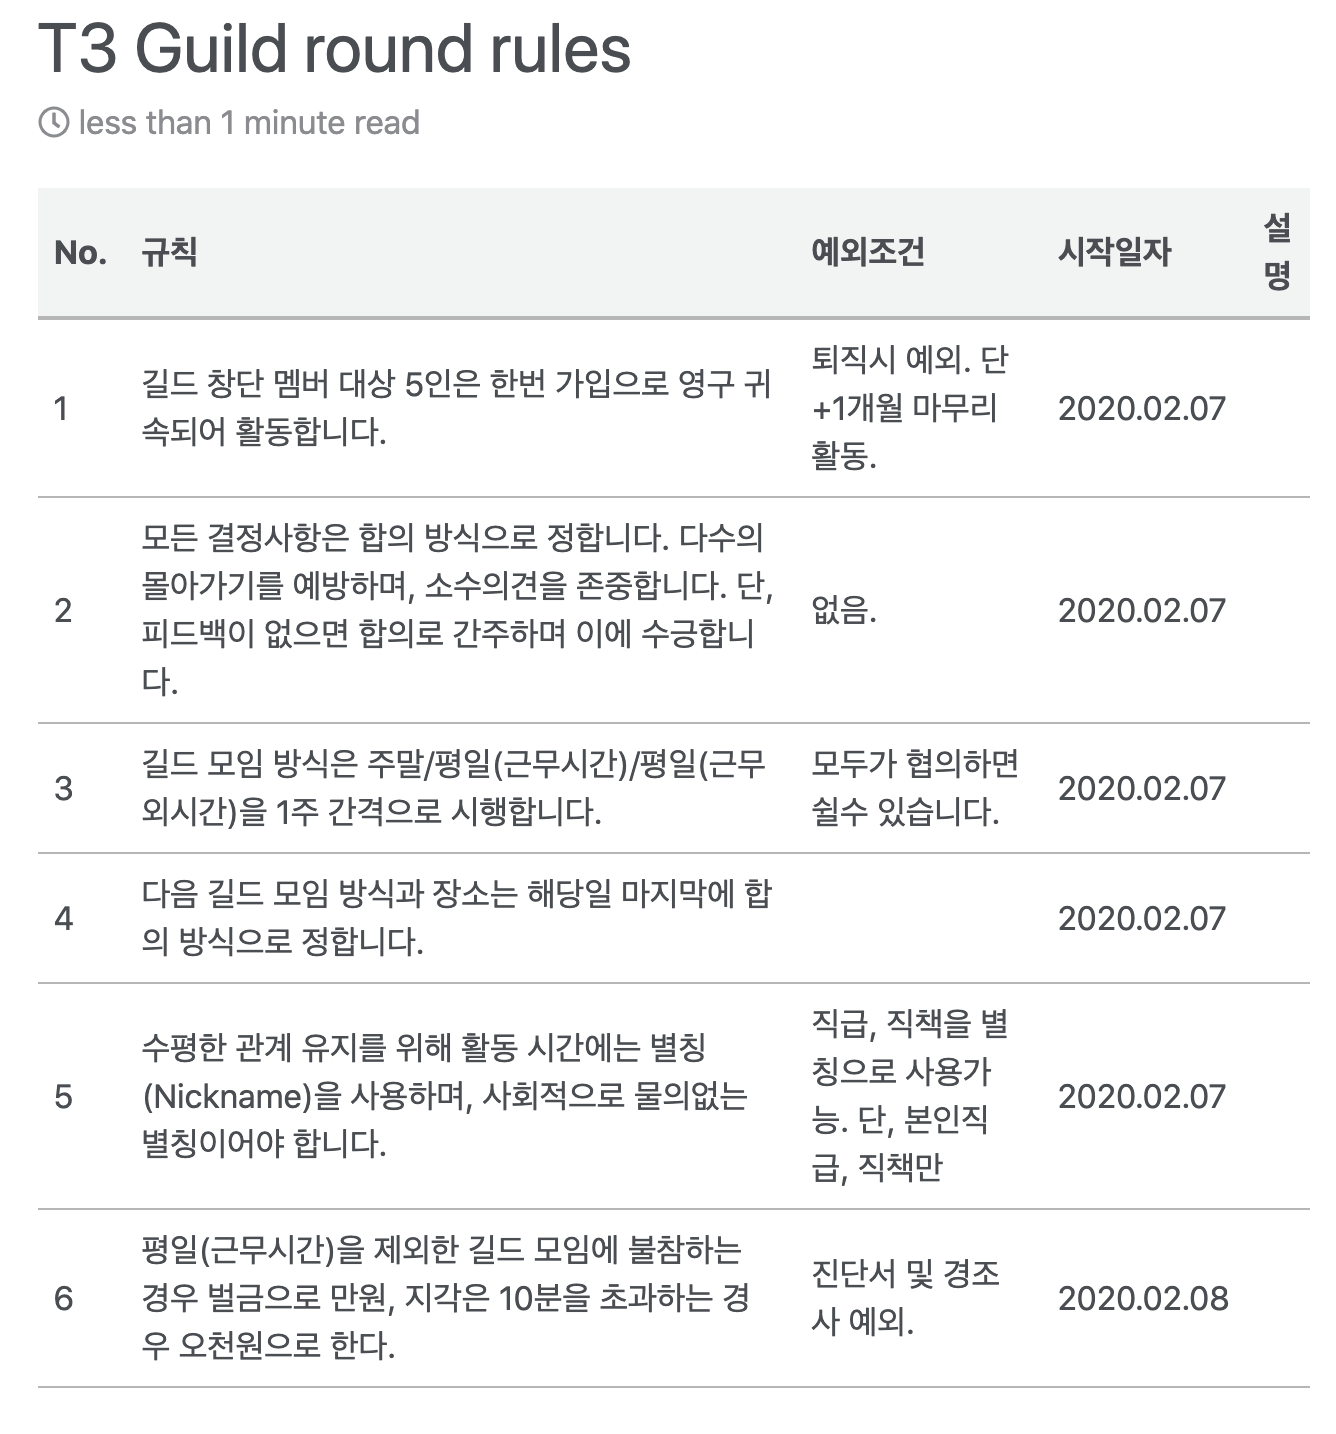 T3 Guild round rules
less than 1 minute read
No. 규칙 예외조건 시작일자 설명
1
길드 창단 멤버 대상 5인은 한번 가입으로 영구 귀
속되어 활동합니다.
퇴직시 예외. 단
+1개월 마무리
활동.
2020.02.07
2
모든 결정사항은 합의 방식으로 정합니다. 다수의
몰아가기를 예방하며, 소수의견을 존중합니다. 단,
피드백이 없으면 합의로 간주하며 이에 수긍합니
다.
없음.
2020.02.07
3
길드 모임 방식은 주말/평일(근무시간)/평일(근무
외시간)을 1주 간격으로 시행합니다.
모두가 협의하면
쉴수 있습니다.
2020.02.07
4
다음 길드 모임 방식과 장소는 해당일 마지막에 합
의 방식으로 정합니다.
2020.02.07
5
수평한 관계 유지를 위해 활동 시간에는 별칭
(Nickname)을 사용하며, 사회적으로 물의없는
별칭이어야 합니다.
직급, 직책을 별
칭으로 사용가
능. 단, 본인직
급, 직책만
2020.02.07
6
평일(근무시간)을 제외한 길드 모임에 불참하는
경우 벌금으로 만원, 지각은 10분을 초과하는 경
우 오천원으로 한다.
진단서 및 경조
사 예외.
2020.02.08